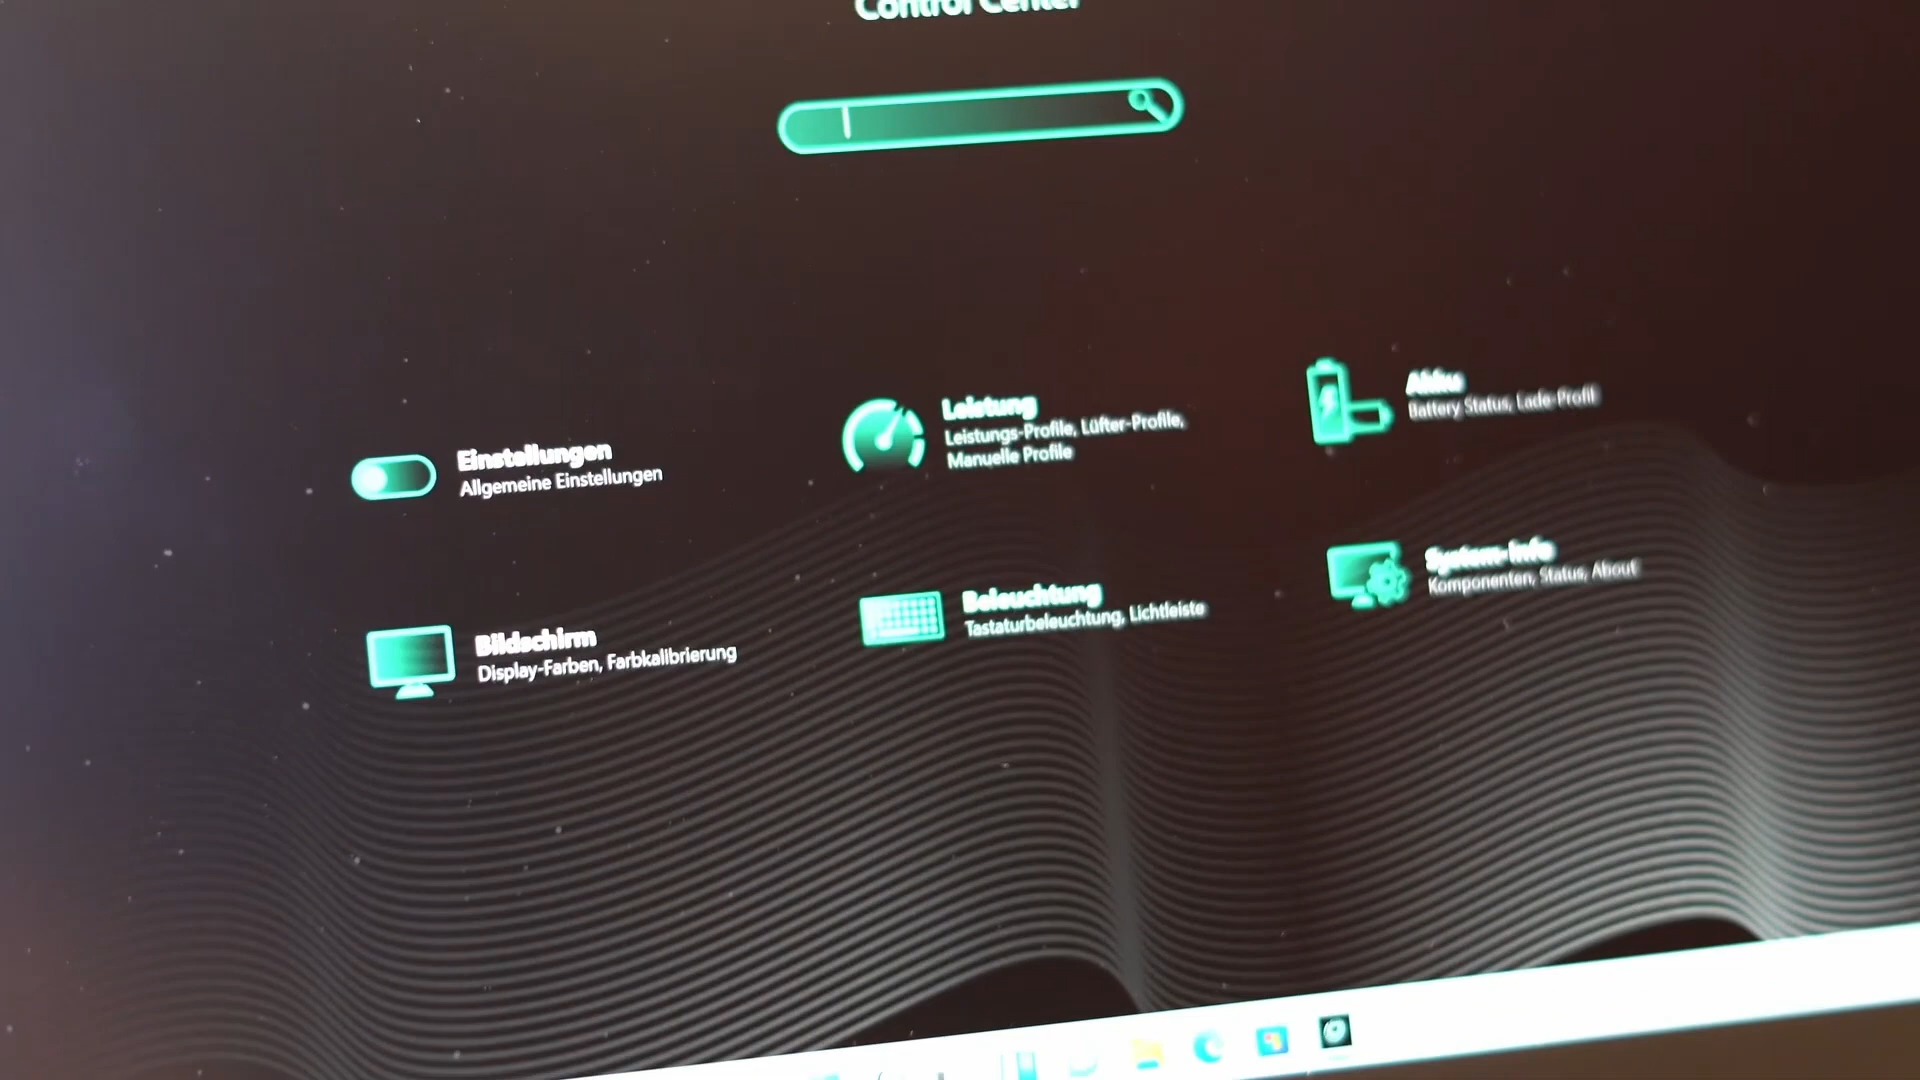 Control Center
Einstellungen
Allgemeine Einstellungen
Leistung
Leistungs-Profile, Lüfter-Profile,
Manuelle Profile
Akku
Battery Status, Lade-Profil
Bildschirm
Display-Farben, Farbkalibrierung
Beleuchtung
Tastaturbeleuchtung, Lichtleiste
System-Info
Komponenten, Status, About